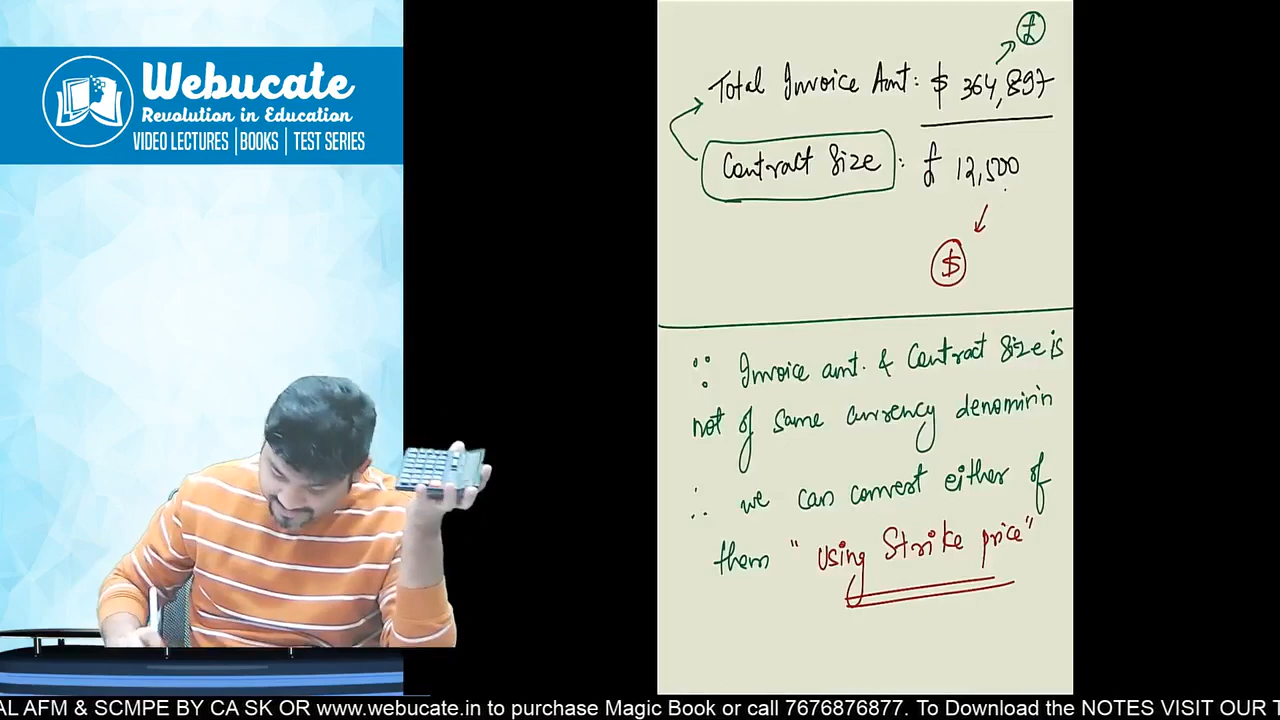 Webucate
Revolution in Education
VIDEO LECTURES | BOOKS | TEST SERIES
£
Total Invoice Amt: $ 364,897
Contract Size : £ 12,500
$
∵ Invoice amt. & Contract Size is
not of same currency denomin'n
∴ we can convert either of
them "using Strike price"
AL AFM & SCMPE BY CA SK OR www.webucate.in to purchase Magic Book or call 7676876877. To Download the NOTES VISIT OUR T